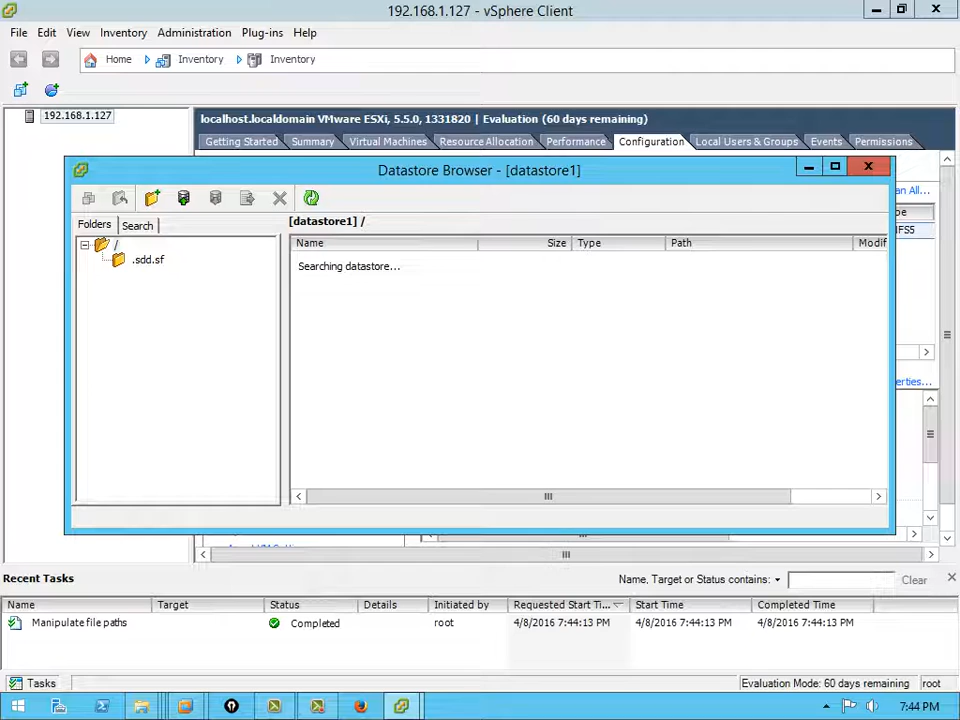 192.168.1.127 - vSphere Client
File Edit View Inventory Administration Plug-ins Help
Home Inventory Inventory
192.168.1.127
localhost.localdomain VMware ESXi, 5.5.0, 1331820 | Evaluation (60 days remaining)
Getting Started Summary Virtual Machines Resource Allocation Performance Configuration Local Users & Groups Events Permissions
Datastore Browser - [datastore1]
an All...
Folders Search
[datastore1] /
Name Size Type Path Modif
/
.sdd.sf
Searching datastore...
erties...
Recent Tasks
Name, Target or Status contains: Clear
Name Target Status Details Initiated by Requested Start Ti... Start Time Completed Time
Manipulate file paths Completed root 4/8/2016 7:44:13 PM 4/8/2016 7:44:13 PM 4/8/2016 7:44:13 PM
Tasks Evaluation Mode: 60 days remaining root
7:44 PM